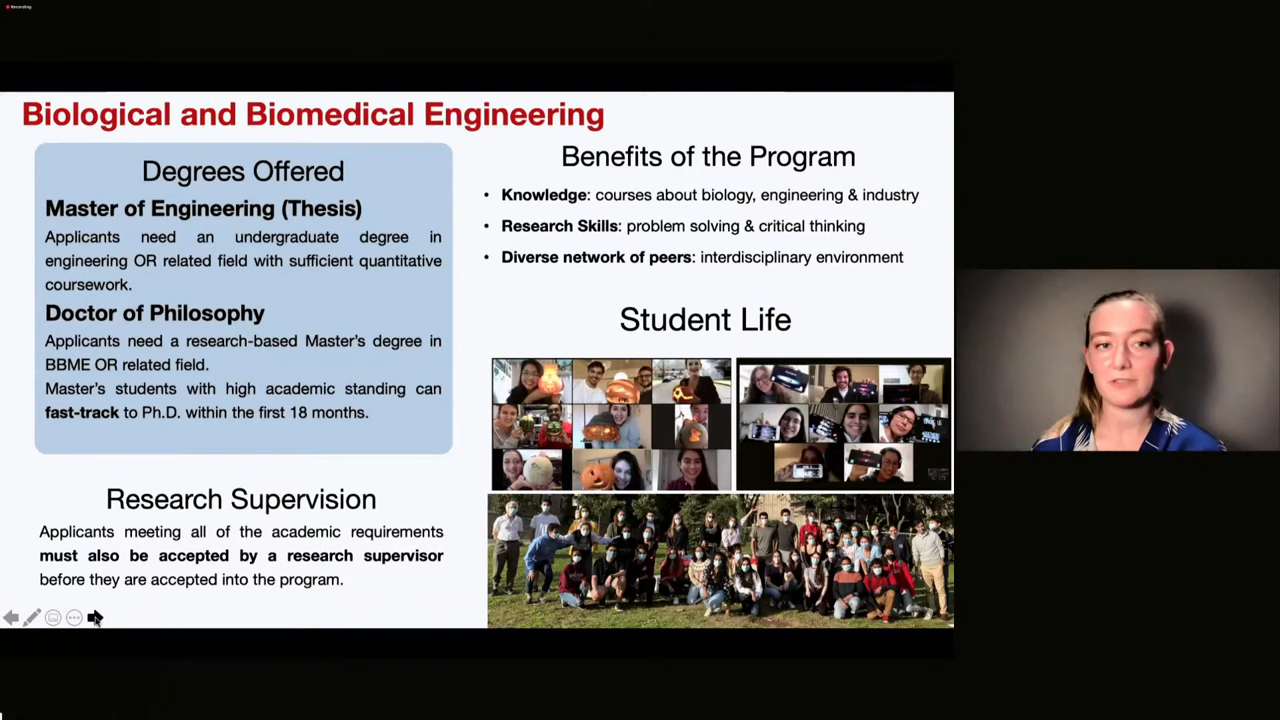 Recording
Biological and Biomedical Engineering
Degrees Offered
Master of Engineering (Thesis)
Applicants need an undergraduate degree in
engineering OR related field with sufficient quantitative
coursework.
Doctor of Philosophy
Applicants need a research-based Master's degree in
BBME OR related field.
Master's students with high academic standing can
fast-track to Ph.D. within the first 18 months.
Research Supervision
Applicants meeting all of the academic requirements
must also be accepted by a research supervisor
before they are accepted into the program.
Benefits of the Program
• Knowledge: courses about biology, engineering & industry
• Research Skills: problem solving & critical thinking
• Diverse network of peers: interdisciplinary environment
Student Life